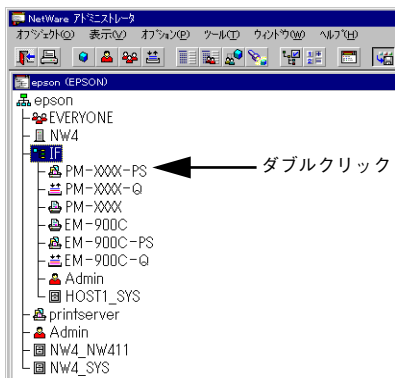 NetWare アドミニストレータ
オブジェクト(O) 表示(V) オプション(P) ツール(T) ウィンドウ(W) ヘルプ(H)
epson (EPSON)
epson
EVERYONE
NW4
IF
PM-XXXX-PS
ダブルクリック
PM-XXXX-Q
PM-XXXX
EM-900C
EM-900C-PS
EM-900C-Q
Admin
HOST1_SYS
printserver
Admin
NW4_NW411
NW4_SYS